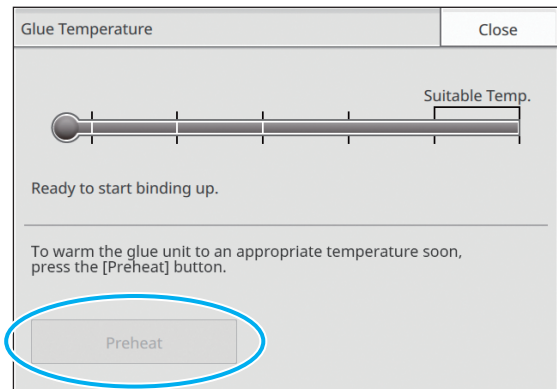 Glue Temperature
Close
Suitable Temp.
Ready to start binding up.
To warm the glue unit to an appropriate temperature soon,
press the [Preheat] button.
Preheat